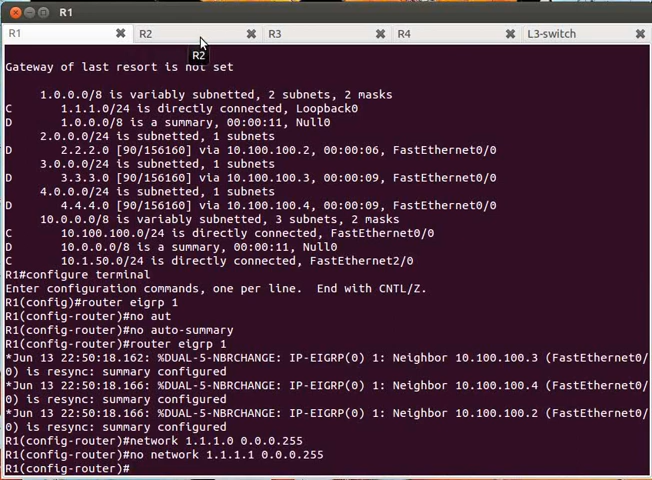 R1
R1 R2 R3 R4 L3-switch
R2
Gateway of last resort is not set
1.0.0.0/8 is variably subnetted, 2 subnets, 2 masks
C 1.1.1.0/24 is directly connected, Loopback0
D 1.0.0.0/8 is a summary, 00:00:11, Null0
2.0.0.0/24 is subnetted, 1 subnets
D 2.2.2.0 [90/156160] via 10.100.100.2, 00:00:06, FastEthernet0/0
3.0.0.0/24 is subnetted, 1 subnets
D 3.3.3.0 [90/156160] via 10.100.100.3, 00:00:09, FastEthernet0/0
4.0.0.0/24 is subnetted, 1 subnets
D 4.4.4.0 [90/156160] via 10.100.100.4, 00:00:09, FastEthernet0/0
10.0.0.0/8 is variably subnetted, 3 subnets, 2 masks
C 10.100.100.0/24 is directly connected, FastEthernet0/0
D 10.0.0.0/8 is a summary, 00:00:11, Null0
C 10.1.50.0/24 is directly connected, FastEthernet2/0
R1#configure terminal
Enter configuration commands, one per line. End with CNTL/Z.
R1(config)#router eigrp 1
R1(config-router)#no aut
R1(config-router)#no auto-summary
R1(config-router)#router eigrp 1
*Jun 13 22:50:18.162: %DUAL-5-NBRCHANGE: IP-EIGRP(0) 1: Neighbor 10.100.100.3 (FastEthernet0/
0) is resync: summary configured
*Jun 13 22:50:18.166: %DUAL-5-NBRCHANGE: IP-EIGRP(0) 1: Neighbor 10.100.100.4 (FastEthernet0/
0) is resync: summary configured
*Jun 13 22:50:18.166: %DUAL-5-NBRCHANGE: IP-EIGRP(0) 1: Neighbor 10.100.100.2 (FastEthernet0/
0) is resync: summary configured
R1(config-router)#network 1.1.1.0 0.0.0.255
R1(config-router)#no network 1.1.1.1 0.0.0.255
R1(config-router)#